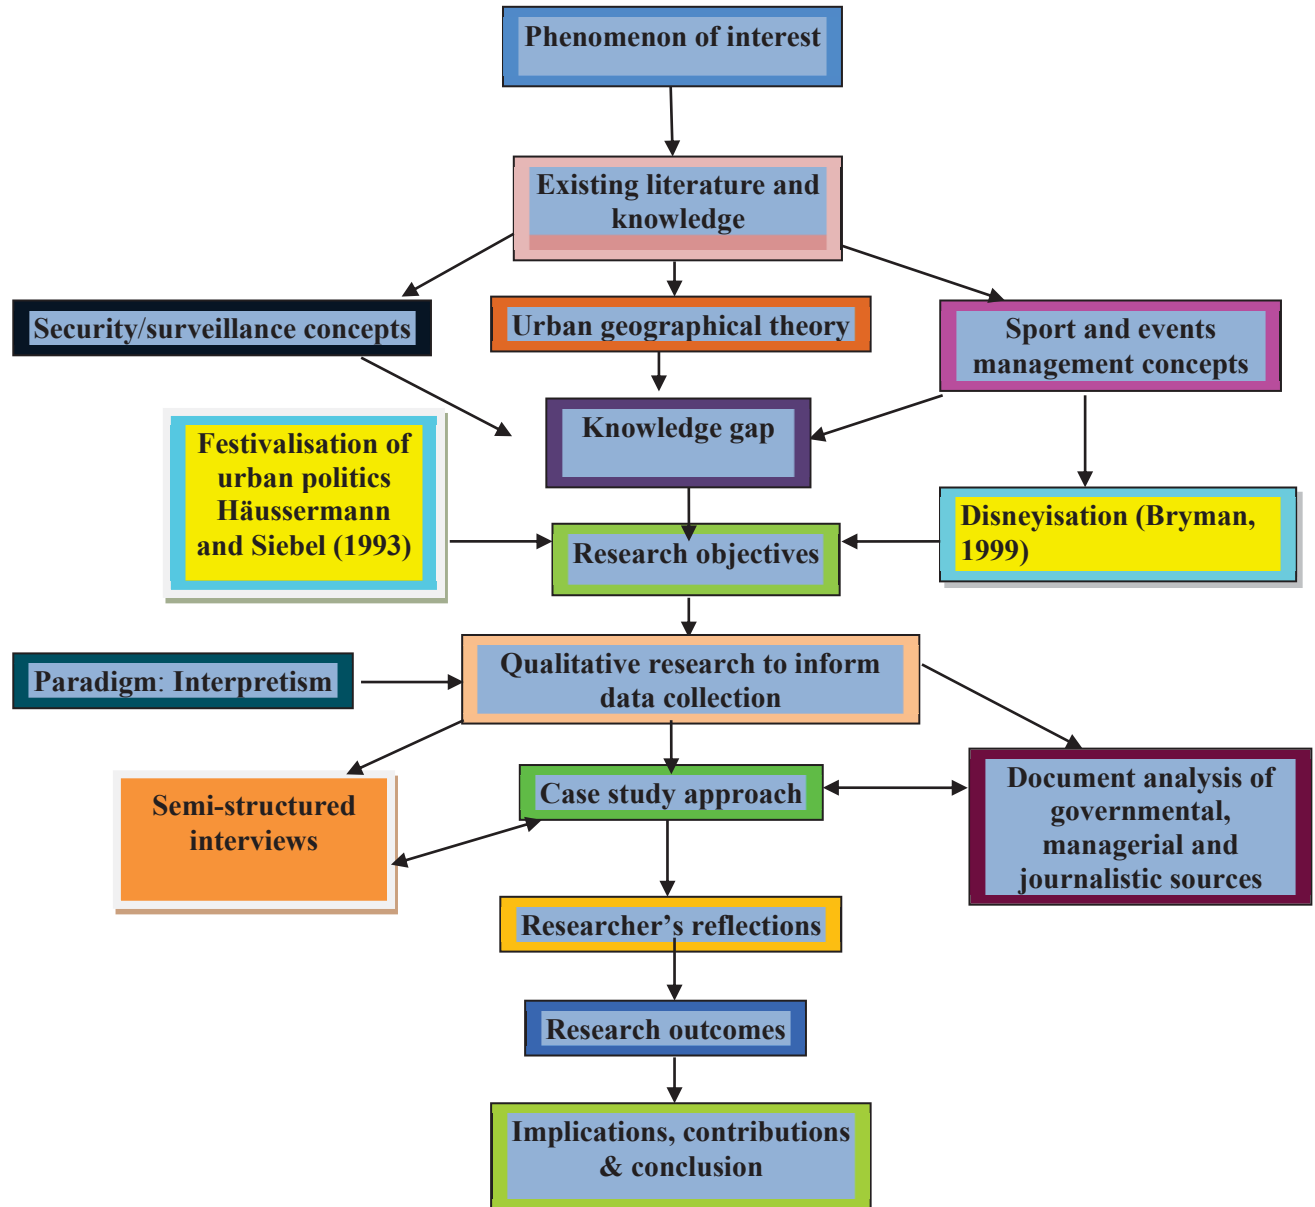 Phenomenon of interest
Existing literature and
knowledge
Security/surveillance concepts
Urban geographical theory
Sport and events
management concepts
Festivalisation of
urban politics
Häussermann
and Siebel (1993)
Knowledge gap
Disneyisation (Bryman,
1999)
Research objectives
Paradigm: Interpretism
Qualitative research to inform
data collection
Semi-structured
interviews
Case study approach
Document analysis of
governmental,
managerial and
journalistic sources
Researcher’s reflections
Research outcomes
Implications, contributions
& conclusion